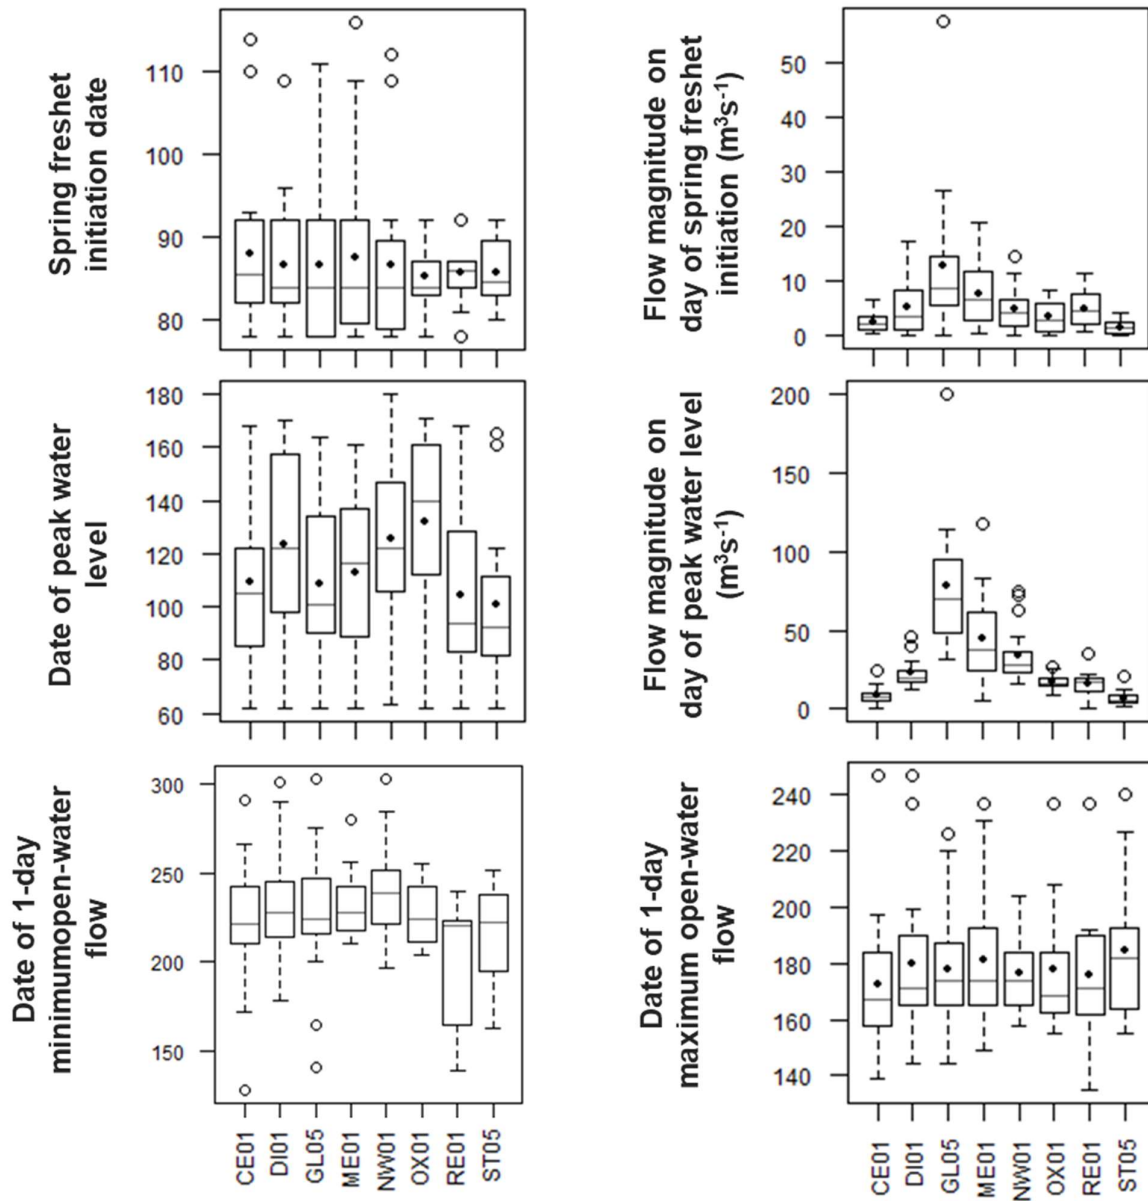 Spring freshet
initiation date
110
100
90
80
Flow magnitude on
day of spring freshet
initiation (m³s⁻¹)
50
40
30
20
10
0
Date of peak water
level
180
160
140
120
100
80
60
Flow magnitude on
day of peak water level
(m³s⁻¹)
200
150
100
50
0
Date of 1-day
minimumopen-water
flow
300
250
200
150
CE01
DI01
GL05
ME01
NW01
OX01
RE01
ST05
Date of 1-day
maximum open-water
flow
240
220
200
180
160
140
CE01
DI01
GL05
ME01
NW01
OX01
RE01
ST05